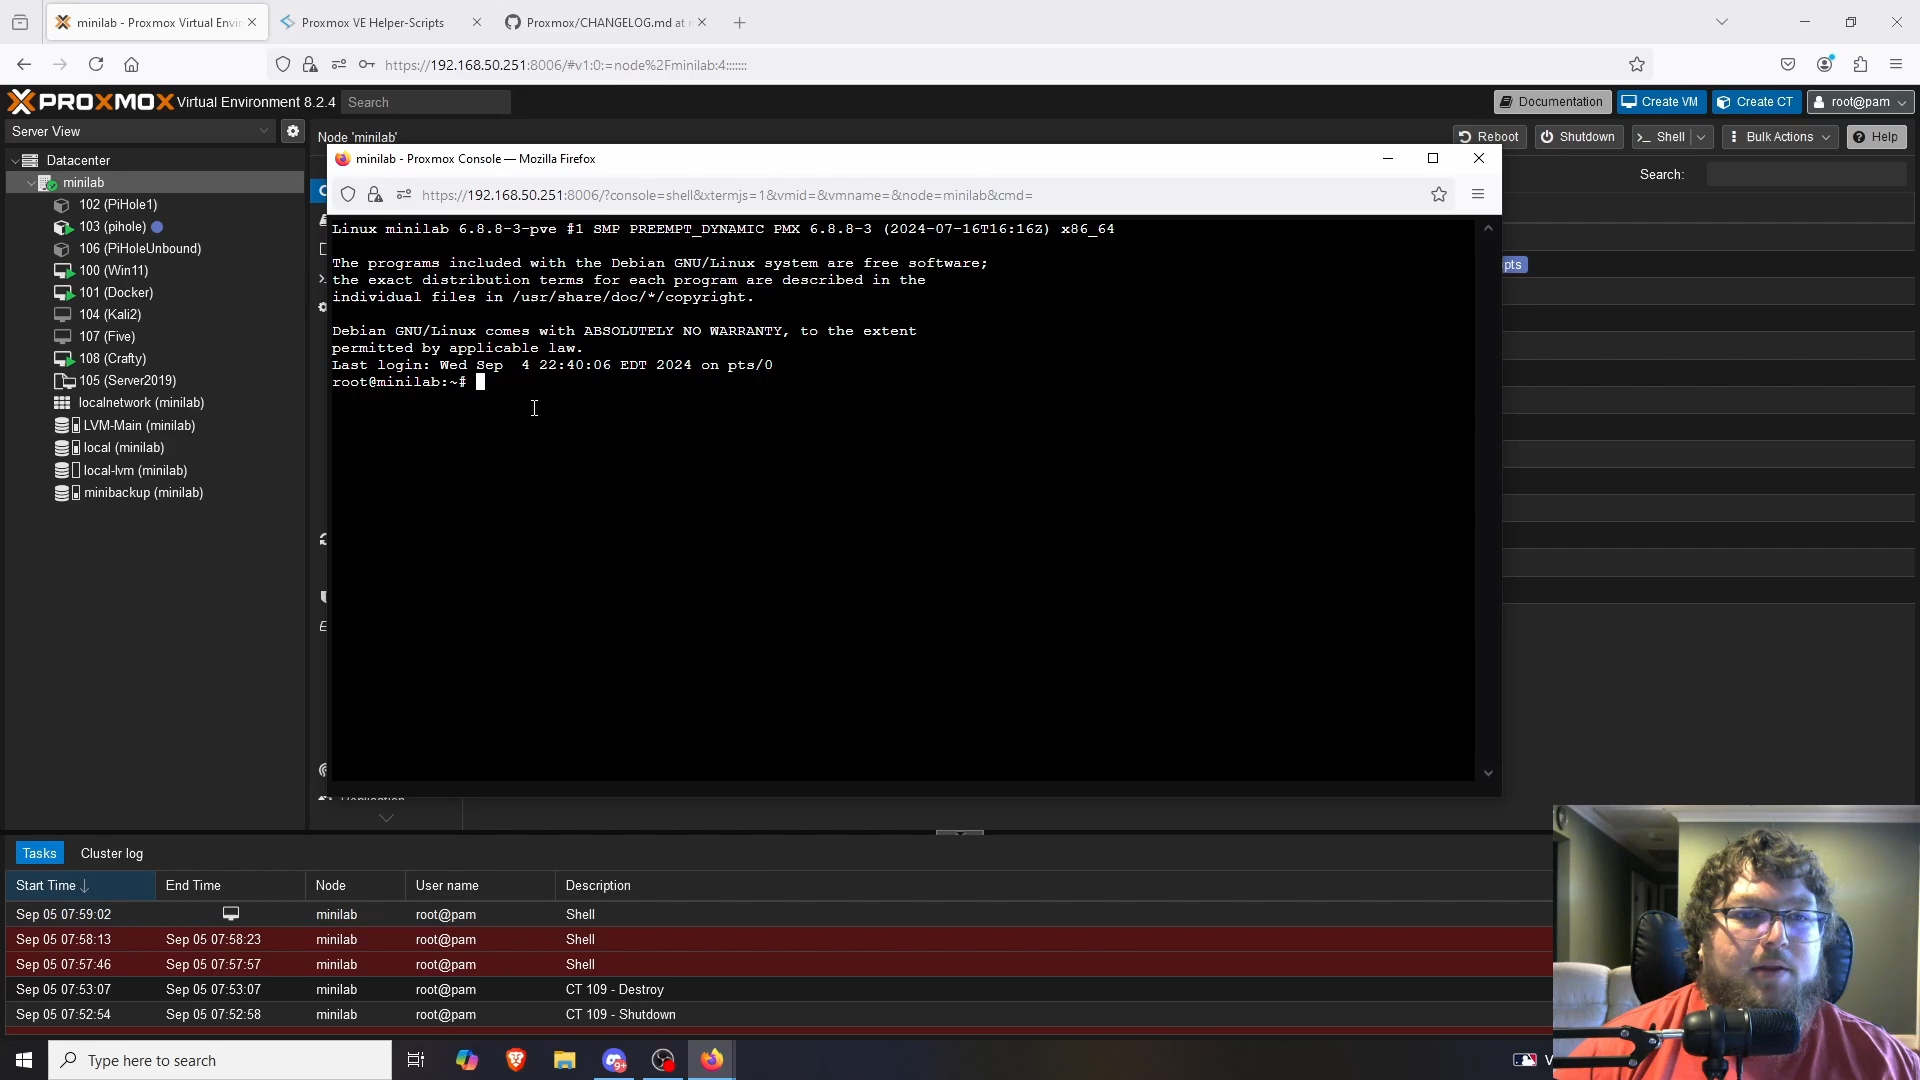 minilab - Proxmox Virtual Envir
Proxmox VE Helper-Scripts
Proxmox/CHANGELOG.md at
https://192.168.50.251:8006/#v1:0:=node%2Fminilab:4:::::::
PROXMOX Virtual Environment 8.2.4
Search
Documentation
Create VM
Create CT
root@pam
Server View
Node 'minilab'
Reboot
Shutdown
Shell
Bulk Actions
Help
Datacenter
minilab
102 (PiHole1)
103 (pihole)
106 (PiHoleUnbound)
100 (Win11)
101 (Docker)
104 (Kali2)
107 (Five)
108 (Crafty)
105 (Server2019)
localnetwork (minilab)
LVM-Main (minilab)
local (minilab)
local-lvm (minilab)
minibackup (minilab)
Search:
pts
minilab - Proxmox Console — Mozilla Firefox
https://192.168.50.251:8006/?console=shell&xtermjs=1&vmid=&vmname=&node=minilab&cmd=
Linux minilab 6.8.8-3-pve #1 SMP PREEMPT_DYNAMIC PMX 6.8.8-3 (2024-07-16T16:16Z) x86_64
The programs included with the Debian GNU/Linux system are free software;
the exact distribution terms for each program are described in the
individual files in /usr/share/doc/*/copyright.
Debian GNU/Linux comes with ABSOLUTELY NO WARRANTY, to the extent
permitted by applicable law.
Last login: Wed Sep  4 22:40:06 EDT 2024 on pts/0
root@minilab:~#
Tasks
Cluster log
Start Time
End Time
Node
User name
Description
Sep 05 07:59:02 minilab root@pam Shell
Sep 05 07:58:13 Sep 05 07:58:23 minilab root@pam Shell
Sep 05 07:57:46 Sep 05 07:57:57 minilab root@pam Shell
Sep 05 07:53:07 Sep 05 07:53:07 minilab root@pam CT 109 - Destroy
Sep 05 07:52:54 Sep 05 07:52:58 minilab root@pam CT 109 - Shutdown
Type here to search
9+